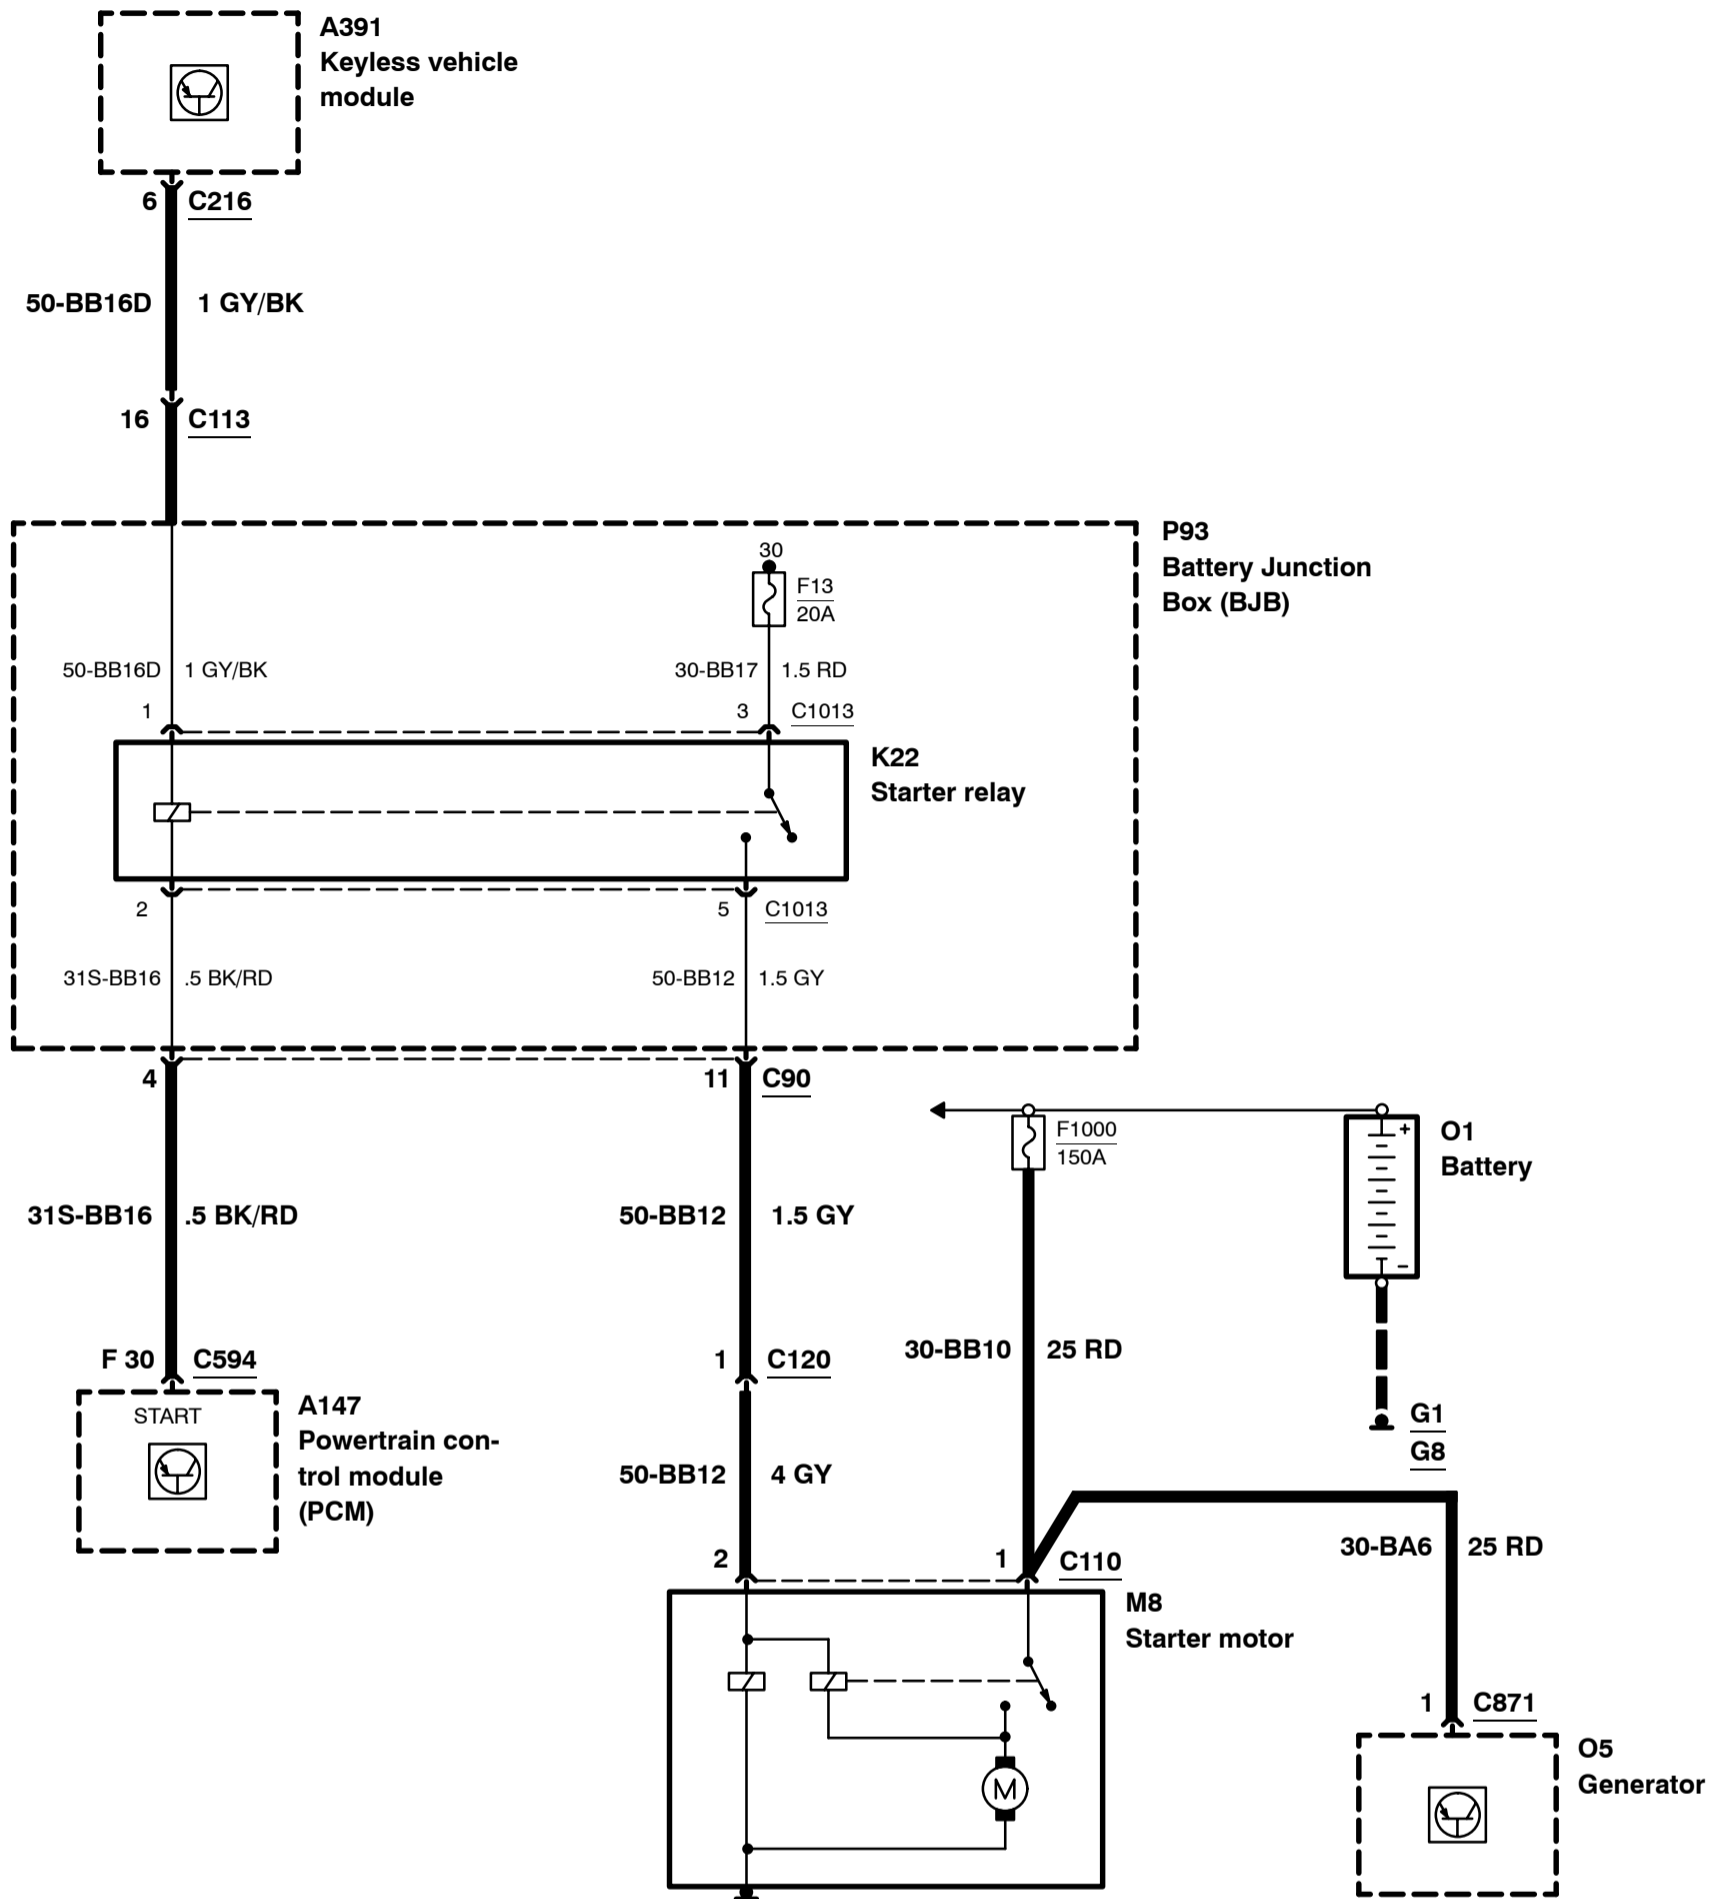 A391
Keyless vehicle
module
6 C216
50-BB16D 1 GY/BK
16 C113
P93
Battery Junction
Box (BJB)
30
F13
20A
50-BB16D 1 GY/BK
30-BB17 1.5 RD
1
3 C1013
K22
Starter relay
2
5 C1013
31S-BB16 .5 BK/RD
50-BB12 1.5 GY
4
11 C90
F1000
150A
+
-
O1
Battery
31S-BB16 .5 BK/RD
50-BB12 1.5 GY
30-BB10 25 RD
F 30 C594
1 C120
START
A147
Powertrain con-
trol module
(PCM)
G1
G8
50-BB12 4 GY
30-BA6 25 RD
2
1 C110
M8
Starter motor
M
1 C871
O5
Generator